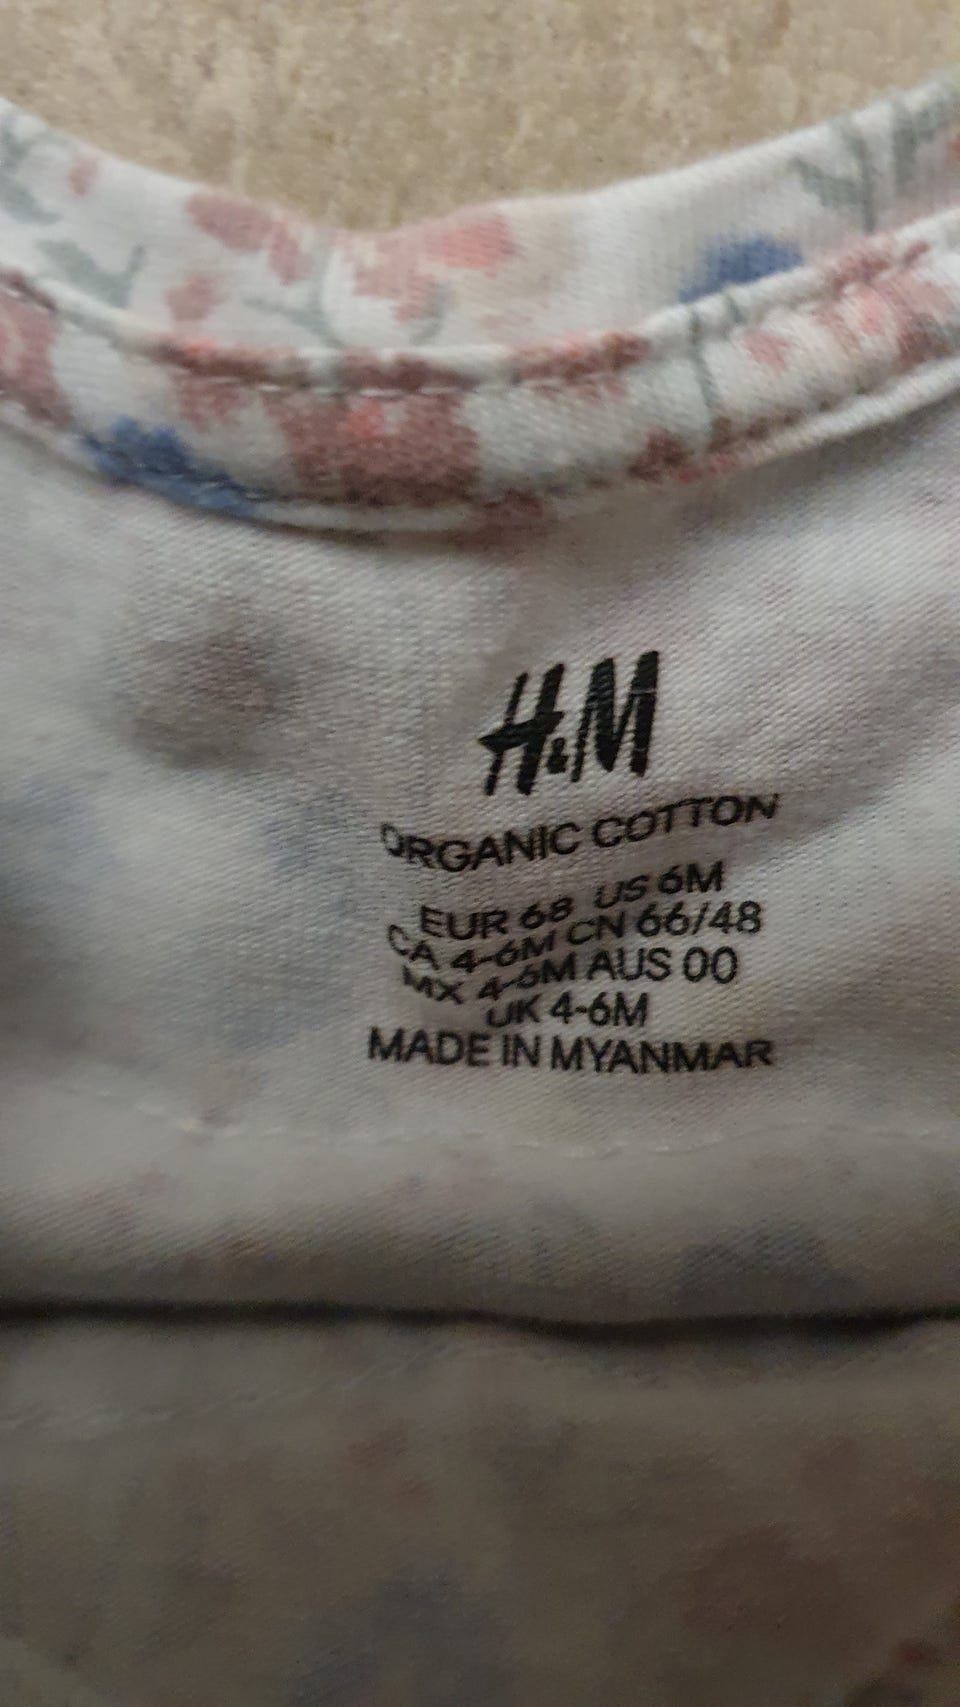 H&M
ORGANIC COTTON
EUR 68 US 6M
CA 4-6M CN 66/48
MX 4-6M AUS 00
UK 4-6M
MADE IN MYANMAR